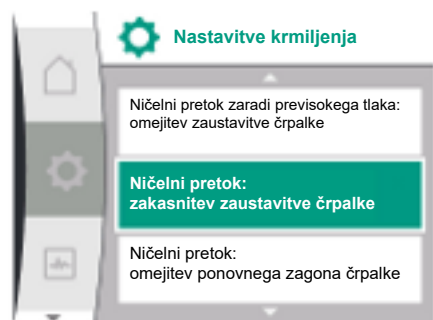 Nastavitve krmiljenja
Ničelni pretok zaradi previsokega tlaka:
omejitev zaustavitve črpalke
Ničelni pretok:
zakasnitev zaustavitve črpalke
Ničelni pretok:
omejitev ponovnega zagona črpalke